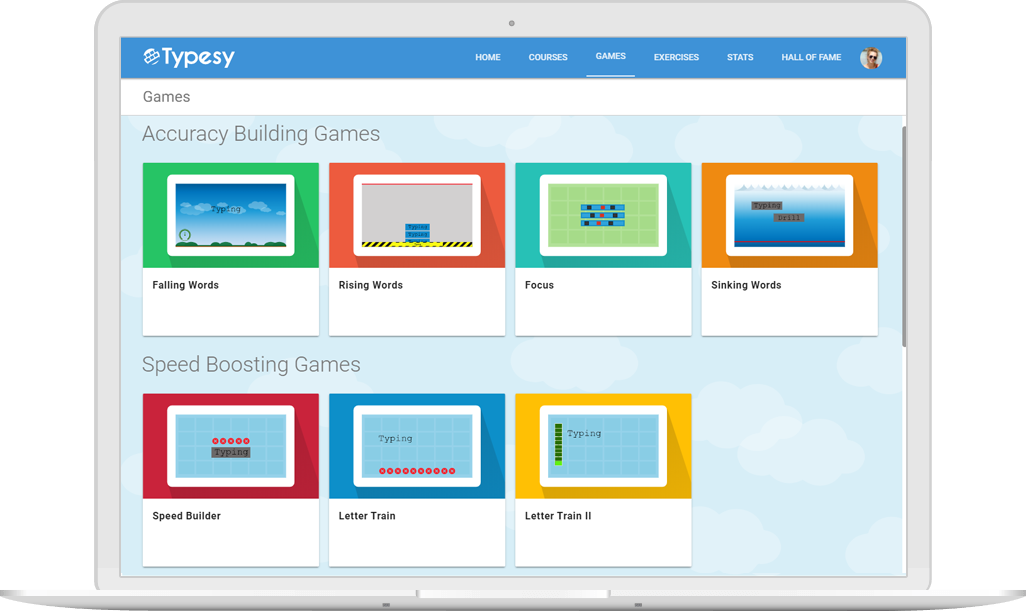 Typesy
HOME COURSES GAMES EXERCISES STATS HALL OF FAME
Games
Accuracy Building Games
Typing
Typing
Typing
Typing
Drill
Falling Words
Rising Words
Focus
Sinking Words
Speed Boosting Games
Typing
Typing
Typing
Speed Builder
Letter Train
Letter Train II